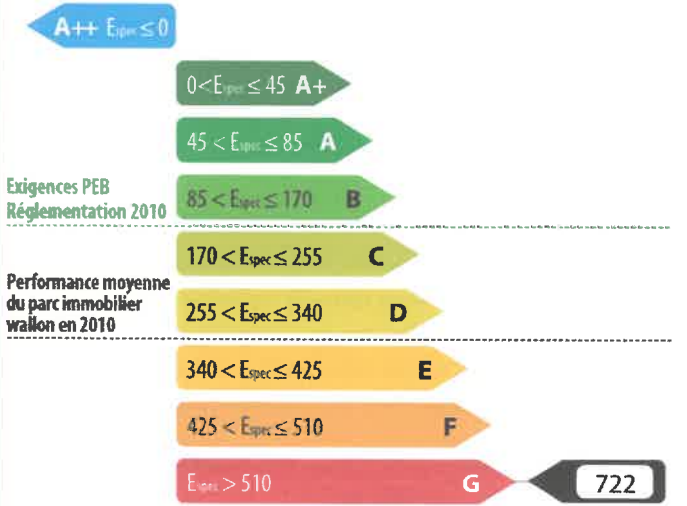 A++ Espec ≤ 0
0 < Espec ≤ 45 A+
45 < Espec ≤ 85 A
Exigences PEB
Réglementation 2010
85 < Espec ≤ 170 B
170 < Espec ≤ 255 C
Performance moyenne
du parc immobilier
wallon en 2010
255 < Espec ≤ 340 D
340 < Espec ≤ 425 E
425 < Espec ≤ 510 F
Espec > 510 G
722